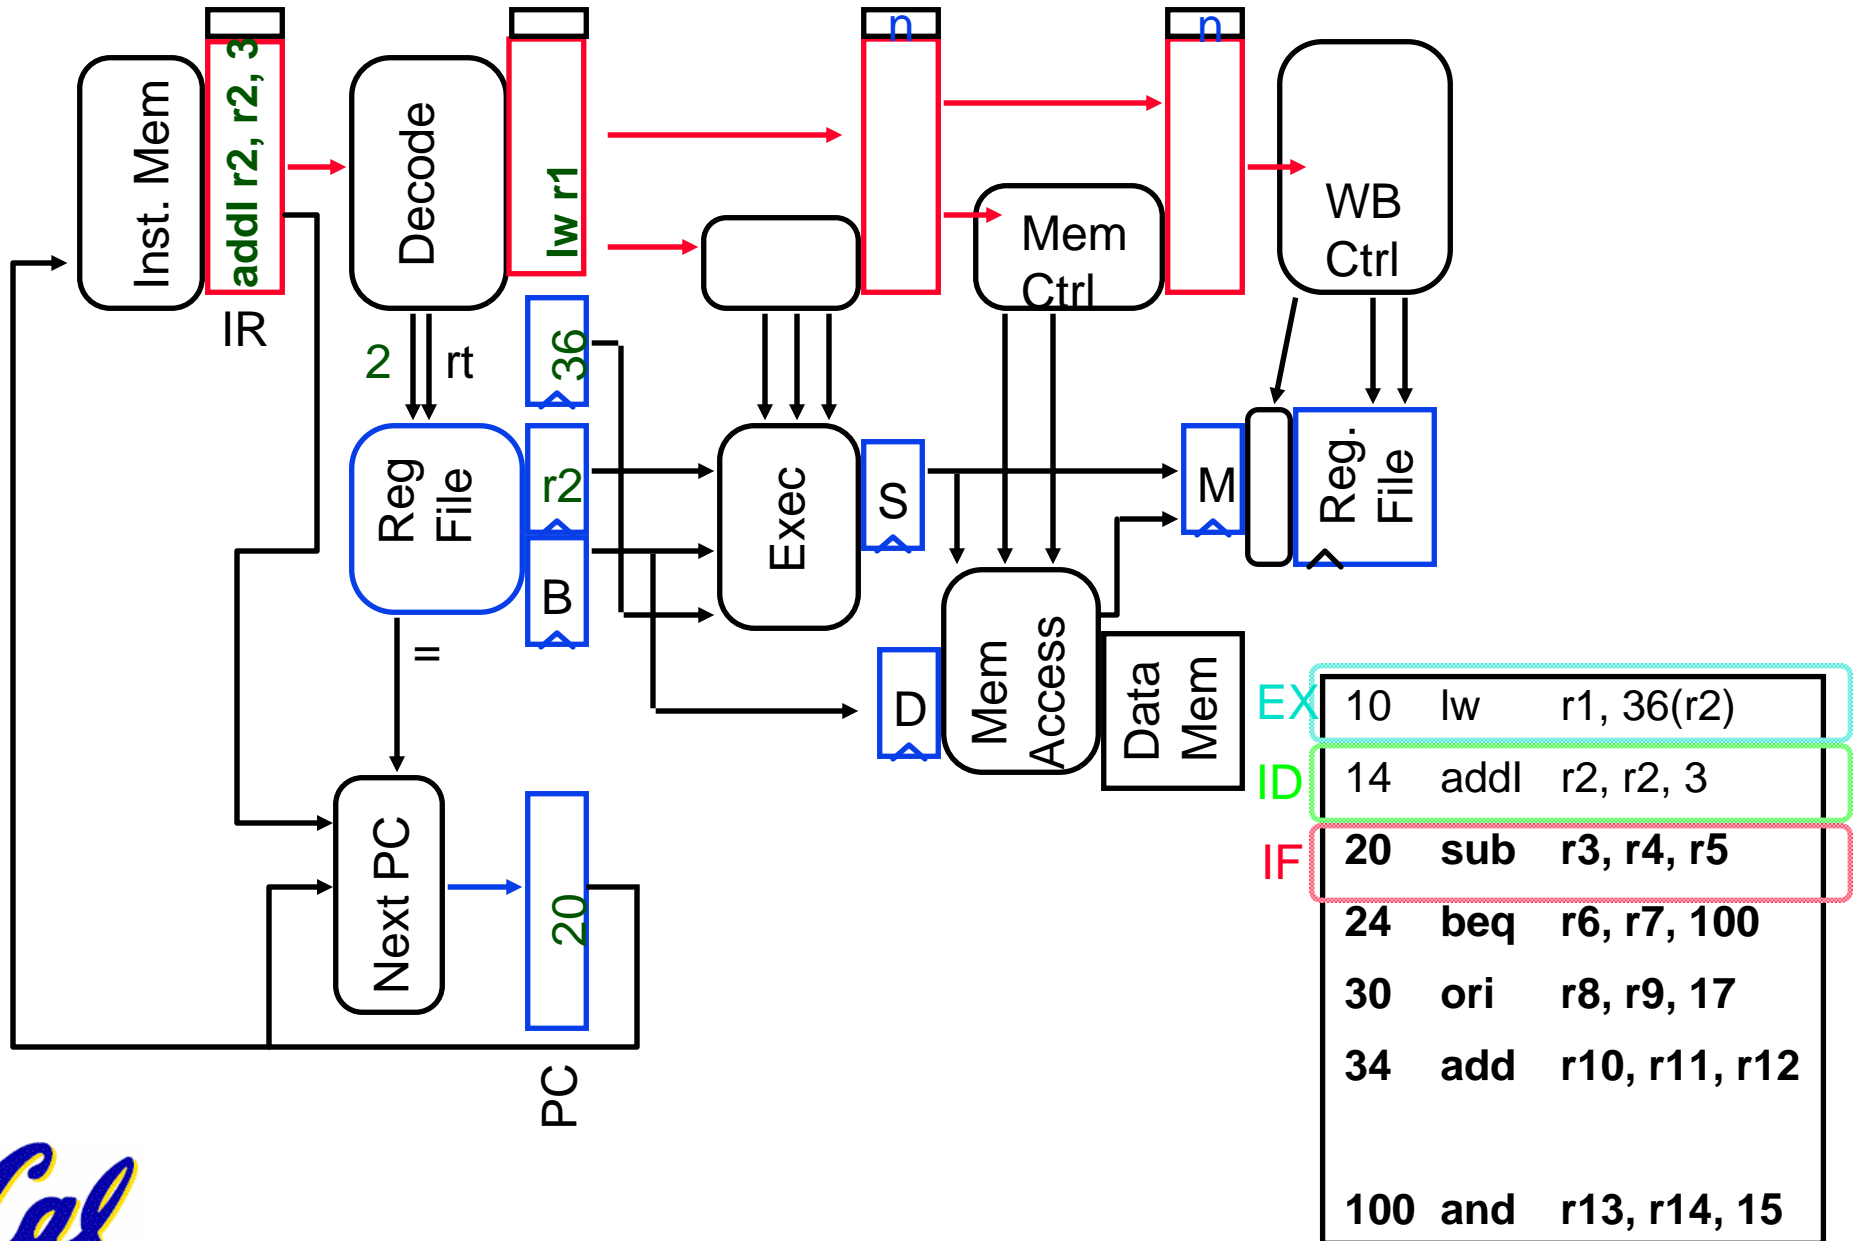 n
n
Inst. Mem
addI r2, r2, 3
Decode
lw r1
Mem
Ctrl
WB
Ctrl
IR
2
rt
36
Reg
File
r2
B
Exec
S
M
Reg.
File
=
D
Mem
Access
Data
Mem
Next PC
20
PC
EX
10 lw r1, 36(r2)
ID
14 addI r2, r2, 3
IF
20 sub r3, r4, r5
24 beq r6, r7, 100
30 ori r8, r9, 17
34 add r10, r11, r12
100 and r13, r14, 15
Cal